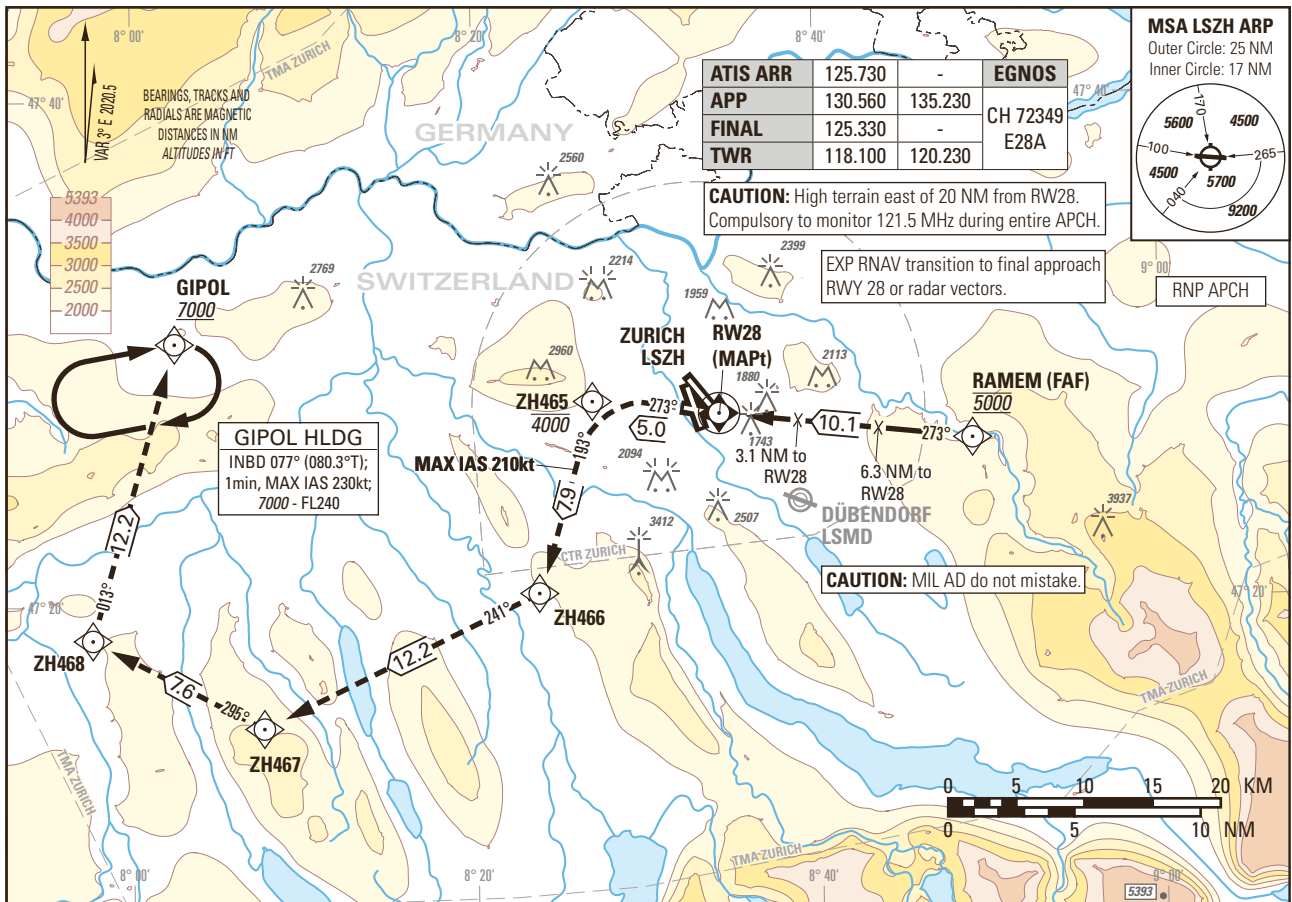 8° 00'
8° 20'
8° 40'
TMA ZURICH
47° 40'
VAR 3° E 2020.5
BEARINGS, TRACKS AND
RADIALS ARE MAGNETIC
DISTANCES IN NM
ALTITUDES IN FT
GERMANY
2560
ATIS ARR 125.730 - EGNOS
APP 130.560 135.230 CH 72349
E28A
FINAL 125.330 -
TWR 118.100 120.230
47° 40'
MSA LSZH ARP
Outer Circle: 25 NM
Inner Circle: 17 NM
170
5600
4500
100
265
4500
5700
040
9200
CAUTION: High terrain east of 20 NM from RW28.
Compulsory to monitor 121.5 MHz during entire APCH.
5393
4000
3500
3000
2500
2000
GIPOL
7000
2769
SWITZERLAND
2214
2399
EXP RNAV transition to final approach
RWY 28 or radar vectors.
9° 00'
RNP APCH
1959
ZURICH
LSZH
RW28
(MAPt)
2960
1880
2113
RAMEM (FAF)
5000
ZH465
4000
273°
5.0
10.1
273°
193°
1743
3.1 NM to
RW28
6.3 NM to
RW28
GIPOL HLDG
INBD 077° (080.3°T);
1min, MAX IAS 230kt;
7000 - FL240
MAX IAS 210kt
2094
7.9
2507
DÜBENDORF
LSMD
3937
3412
12.2
CTR ZURICH
CAUTION: MIL AD do not mistake.
013°
47° 20'
47° 20'
241°
ZH466
ZH468
12.2
7.6
295°
ZH467
TMA ZURICH
TMA ZURICH
0 5 10 15 20 KM
0 5 10 NM
TMA ZURICH
8° 00'
8° 20'
8° 40'
9° 00'
5393